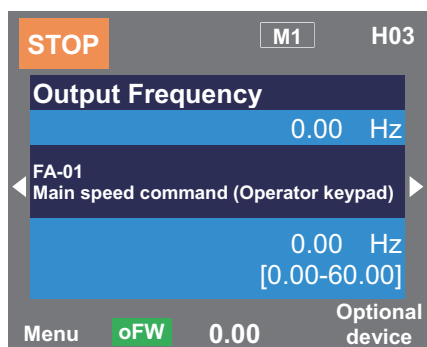 STOP M1 H03
Output Frequency
0.00 Hz
FA-01
Main speed command (Operator keypad)
0.00 Hz
[0.00-60.00]
Menu oFW 0.00 Optional device